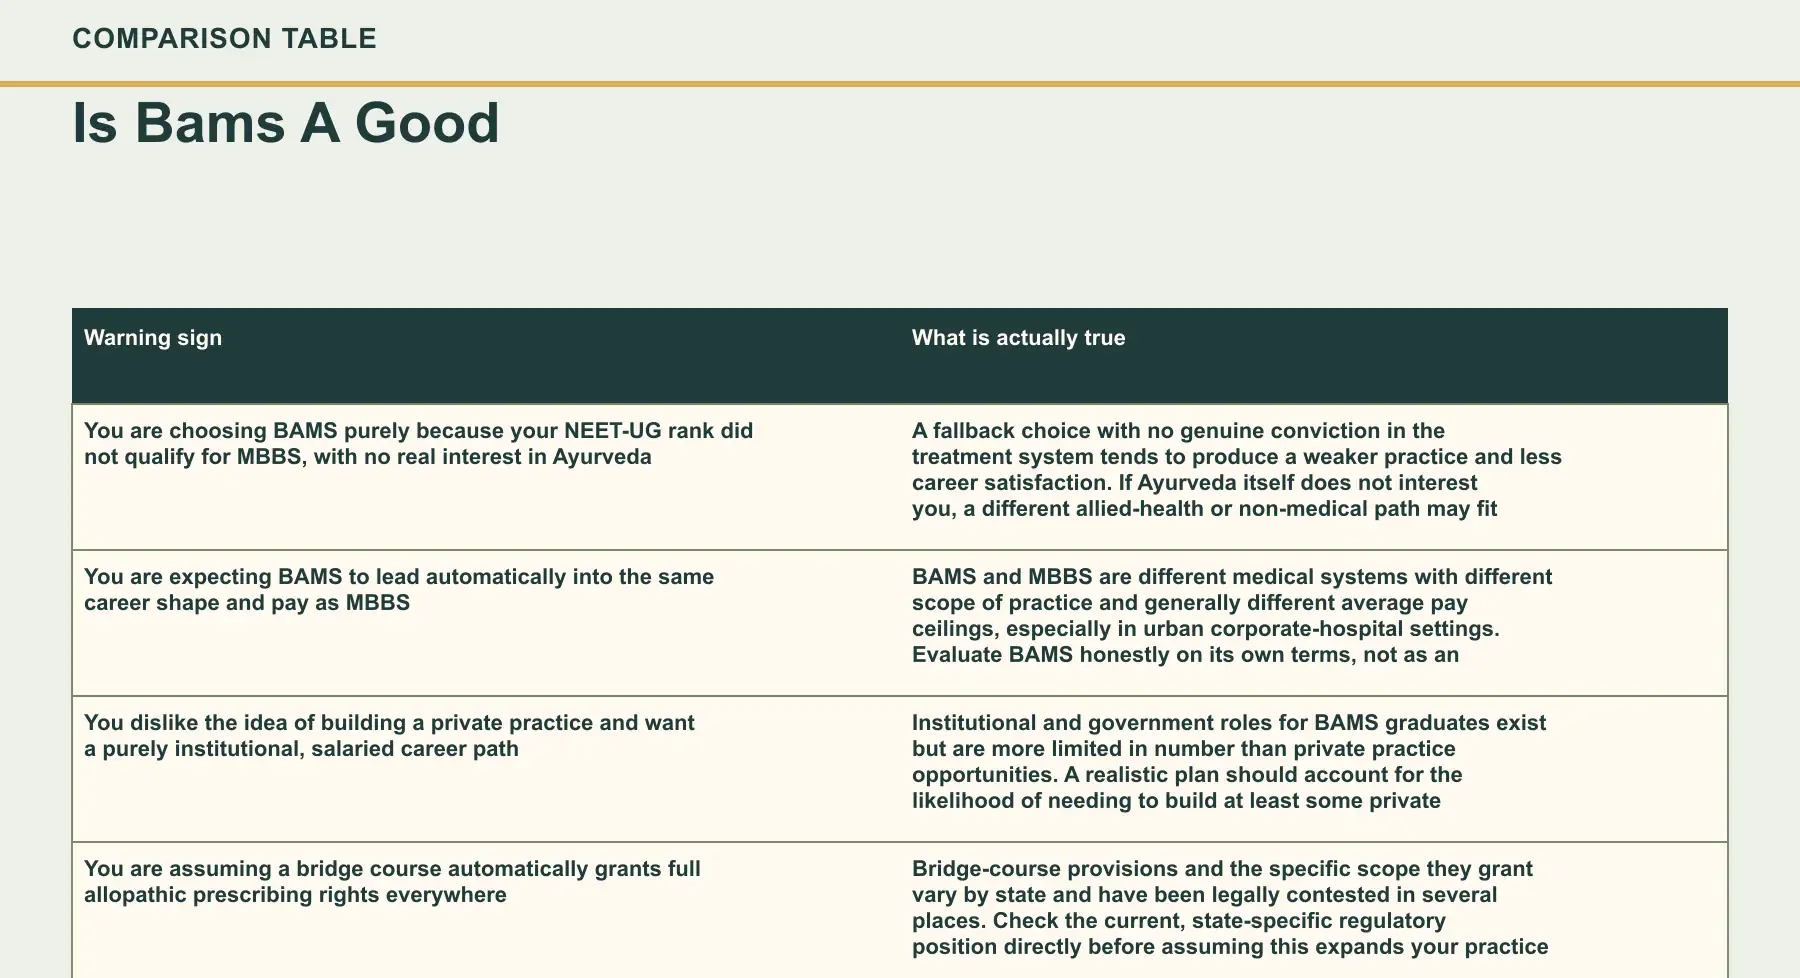 COMPARISON TABLE
Is Bams A Good
Warning sign
What is actually true
You are choosing BAMS purely because your NEET-UG rank did
not qualify for MBBS, with no real interest in Ayurveda
A fallback choice with no genuine conviction in the
treatment system tends to produce a weaker practice and less
career satisfaction. If Ayurveda itself does not interest
you, a different allied-health or non-medical path may fit
You are expecting BAMS to lead automatically into the same
career shape and pay as MBBS
BAMS and MBBS are different medical systems with different
scope of practice and generally different average pay
ceilings, especially in urban corporate-hospital settings.
Evaluate BAMS honestly on its own terms, not as an
You dislike the idea of building a private practice and want
a purely institutional, salaried career path
Institutional and government roles for BAMS graduates exist
but are more limited in number than private practice
opportunities. A realistic plan should account for the
likelihood of needing to build at least some private
You are assuming a bridge course automatically grants full
allopathic prescribing rights everywhere
Bridge-course provisions and the specific scope they grant
vary by state and have been legally contested in several
places. Check the current, state-specific regulatory
position directly before assuming this expands your practice